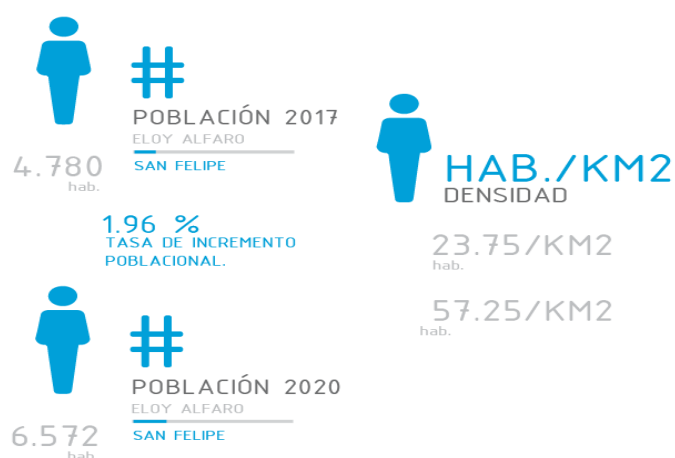 #
POBLACIÓN 2017
ELOY ALFARO
SAN FELIPE
4.780
hab.
1.96 %
TASA DE INCREMENTO
POBLACIONAL.
#
POBLACIÓN 2020
ELOY ALFARO
SAN FELIPE
6.572
hab.
HAB./KM2
DENSIDAD
23.75/KM2
hab.
57.25/KM2
hab.